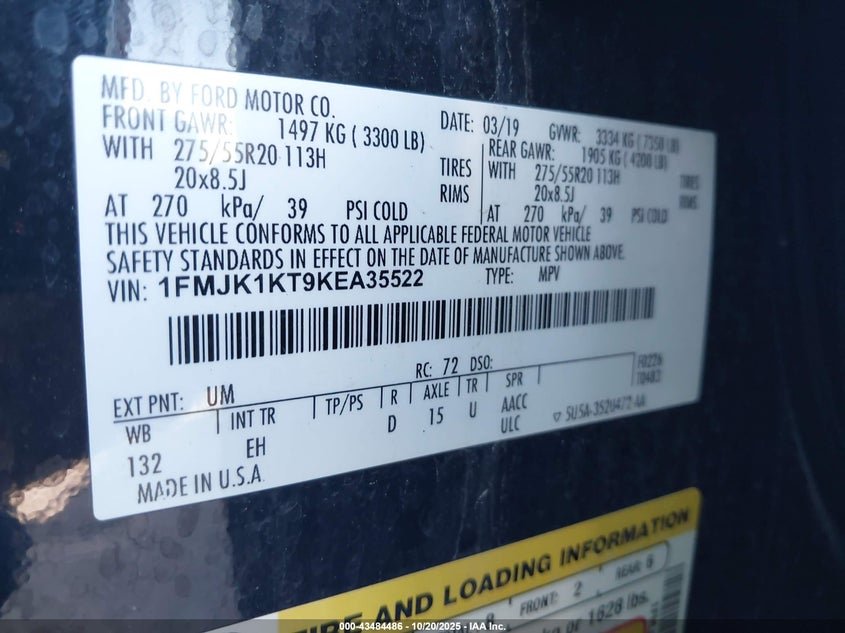 MFD. BY FORD MOTOR CO. DATE: 03/19 GVWR: 3334 KG ( 7350 LB)
FRONT GAWR: 1497 KG ( 3300 LB) REAR GAWR: 1905 KG ( 4200 LB)
WITH 275/55R20 113H TIRES WITH 275/55R20 113H TIRES
20x8.5J RIMS 20x8.5J RIMS
AT 270 kPa/ 39 PSI COLD AT 270 kPa/ 39 PSI COLD
THIS VEHICLE CONFORMS TO ALL APPLICABLE FEDERAL MOTOR VEHICLE
SAFETY STANDARDS IN EFFECT ON THE DATE OF MANUFACTURE SHOWN ABOVE.
VIN: 1FMJK1KT9KEA35522 TYPE: MPV
EXT PNT: UM RC: 72 DSO: F0226
T0483
WB INT TR TP/PS R AXLE TR SPR
132 EH D 15 U AACC
ULC
MADE IN U.S.A.
AND LOADING INFORMATION
FRONT: 2 REAR: 6
or 1628 lbs.
000-43484486 - 10/20/2025 - IAA Inc.